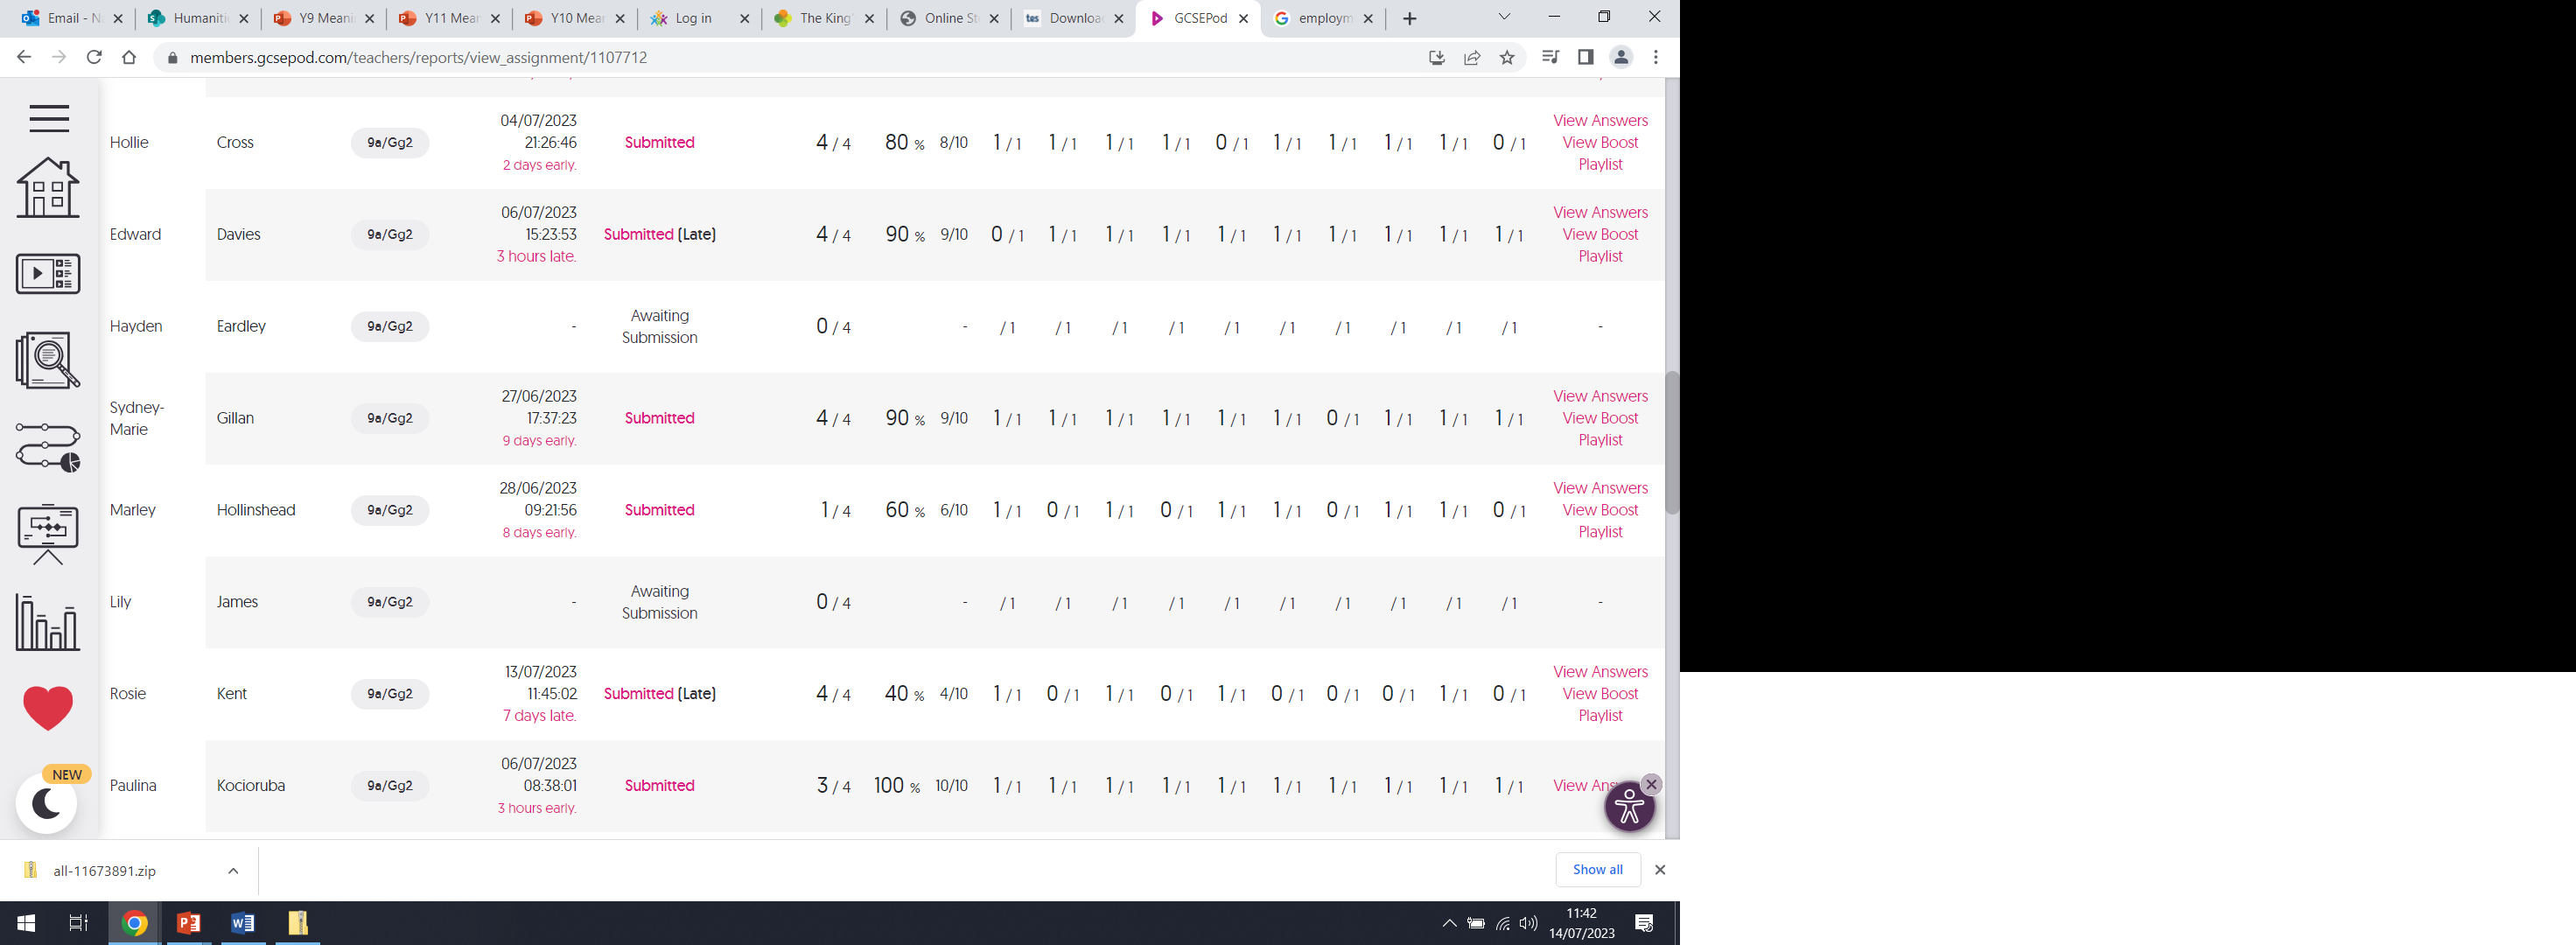 Email - N
Humaniti
Y9 Meani
Y11 Mean
Y10 Mean
Log in
The King
Online St
tes Downloa
GCSEPod
employm
members.gcsepod.com/teachers/reports/view_assignment/1107712
Hollie Cross 9a/Gg2 04/07/2023 21:26:46 2 days early. Submitted 4 / 4 80 % 8/10 1 / 1 1 / 1 1 / 1 1 / 1 0 / 1 1 / 1 1 / 1 1 / 1 1 / 1 0 / 1 View Answers View Boost Playlist
Edward Davies 9a/Gg2 06/07/2023 15:23:53 3 hours late. Submitted (Late) 4 / 4 90 % 9/10 0 / 1 1 / 1 1 / 1 1 / 1 1 / 1 1 / 1 1 / 1 1 / 1 1 / 1 1 / 1 View Answers View Boost Playlist
Hayden Eardley 9a/Gg2 - Awaiting Submission 0 / 4 - / 1 / 1 / 1 / 1 / 1 / 1 / 1 / 1 / 1 / 1 -
Sydney-Marie Gillan 9a/Gg2 27/06/2023 17:37:23 9 days early. Submitted 4 / 4 90 % 9/10 1 / 1 1 / 1 1 / 1 1 / 1 1 / 1 1 / 1 0 / 1 1 / 1 1 / 1 1 / 1 View Answers View Boost Playlist
Marley Hollinshead 9a/Gg2 28/06/2023 09:21:56 8 days early. Submitted 1 / 4 60 % 6/10 1 / 1 0 / 1 1 / 1 0 / 1 1 / 1 1 / 1 0 / 1 1 / 1 1 / 1 0 / 1 View Answers View Boost Playlist
Lily James 9a/Gg2 - Awaiting Submission 0 / 4 - / 1 / 1 / 1 / 1 / 1 / 1 / 1 / 1 / 1 / 1 -
Rosie Kent 9a/Gg2 13/07/2023 11:45:02 7 days late. Submitted (Late) 4 / 4 40 % 4/10 1 / 1 0 / 1 1 / 1 0 / 1 1 / 1 0 / 1 0 / 1 0 / 1 1 / 1 0 / 1 View Answers View Boost Playlist
Paulina Kocioruba 9a/Gg2 06/07/2023 08:38:01 3 hours early. Submitted 3 / 4 100 % 10/10 1 / 1 1 / 1 1 / 1 1 / 1 1 / 1 1 / 1 1 / 1 1 / 1 1 / 1 1 / 1 View Ans
NEW
all-11673891.zip
Show all
11:42
14/07/2023